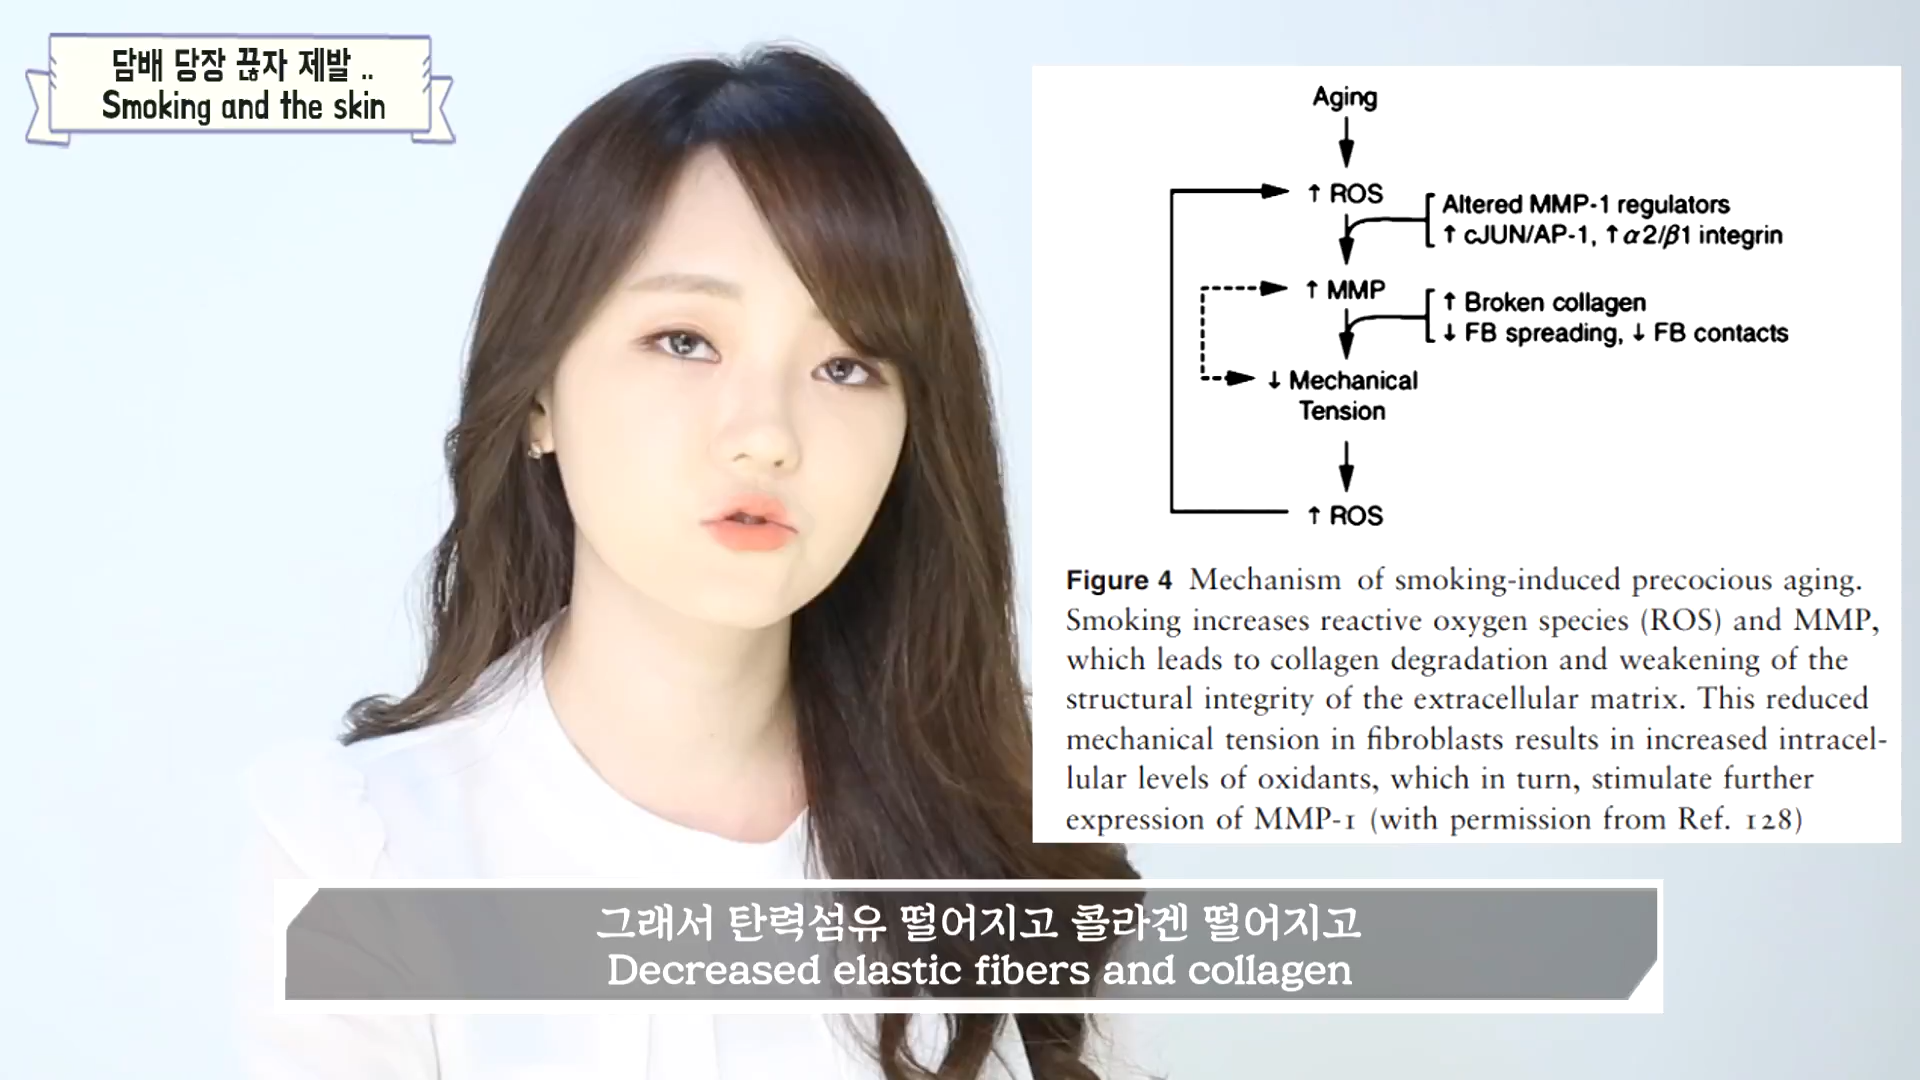 담배 당장 끊자 제발 ..
Smoking and the skin
Aging
↑ ROS
Altered MMP-1 regulators
↑ cJUN/AP-1, ↑ α2/β1 integrin
↑ MMP
↑ Broken collagen
↓ FB spreading, ↓ FB contacts
↓ Mechanical
Tension
↑ ROS
Figure 4 Mechanism of smoking-induced precocious aging.
Smoking increases reactive oxygen species (ROS) and MMP,
which leads to collagen degradation and weakening of the
structural integrity of the extracellular matrix. This reduced
mechanical tension in fibroblasts results in increased intracel-
lular levels of oxidants, which in turn, stimulate further
expression of MMP-1 (with permission from Ref. 128)
그래서 탄력섬유 떨어지고 콜라겐 떨어지고
Decreased elastic fibers and collagen